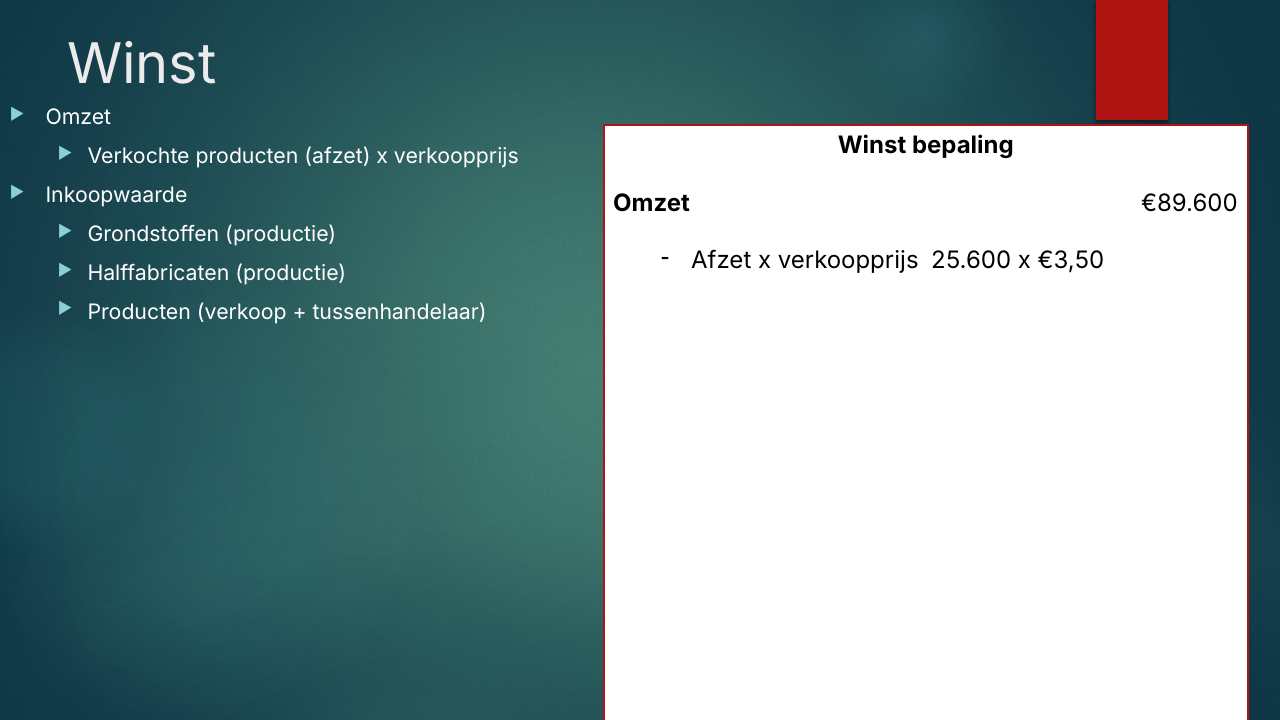 Winst
Omzet
Verkochte producten (afzet) x verkoopprijs
Inkoopwaarde
Grondstoffen (productie)
Halffabricaten (productie)
Producten (verkoop + tussenhandelaar)
Winst bepaling
Omzet €89.600
- Afzet x verkoopprijs 25.600 x €3,50